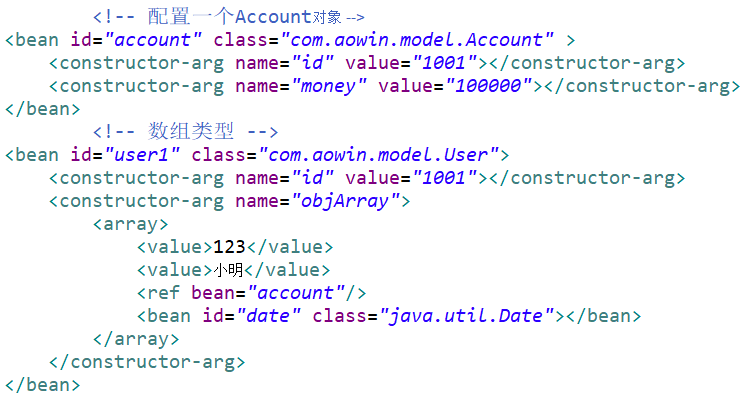 <!-- 配置一个Account对象 -->
<bean id="account" class="com.aowin.model.Account" >
<constructor-arg name="id" value="1001"></constructor-arg>
<constructor-arg name="money" value="100000"></constructor-arg>
</bean>
<!-- 数组类型 -->
<bean id="user1" class="com.aowin.model.User">
<constructor-arg name="id" value="1001"></constructor-arg>
<constructor-arg name="objArray">
<array>
<value>123</value>
<value>小明</value>
<ref bean="account"/>
<bean id="date" class="java.util.Date"></bean>
</array>
</constructor-arg>
</bean>